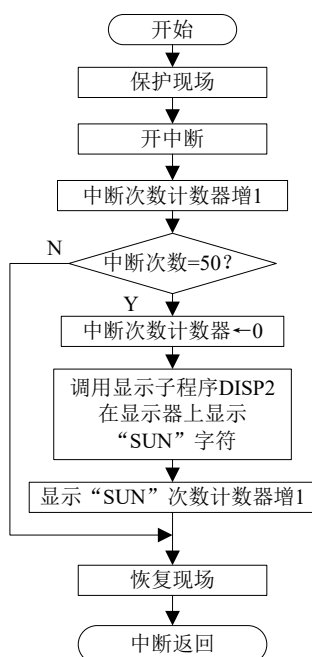 开始
保护现场
开中断
中断次数计数器增1
N
中断次数=50?
Y
中断次数计数器←0
调用显示子程序DISP2
在显示器上显示
“SUN”字符
显示“SUN”次数计数器增1
恢复现场
中断返回